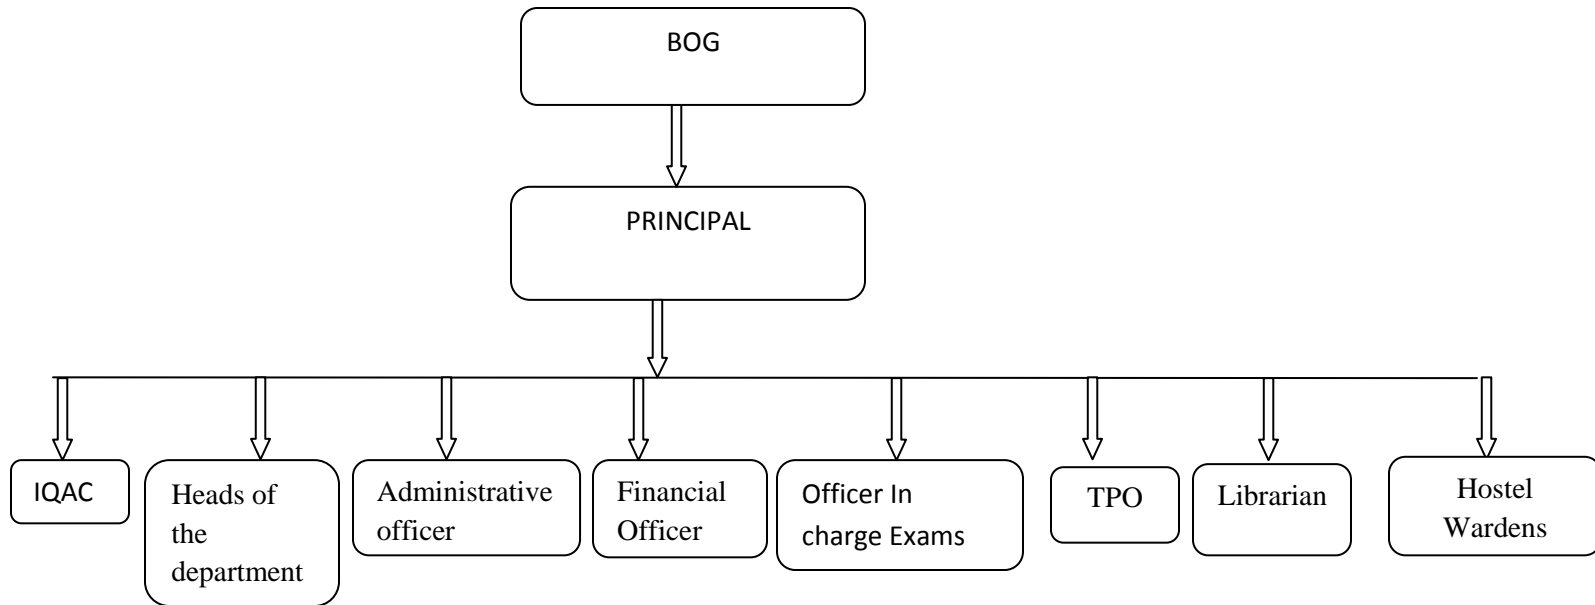 BOG
PRINCIPAL
IQAC
Heads of
the
department
Administrative
officer
Financial
Officer
Officer In
charge Exams
TPO
Librarian
Hostel
Wardens